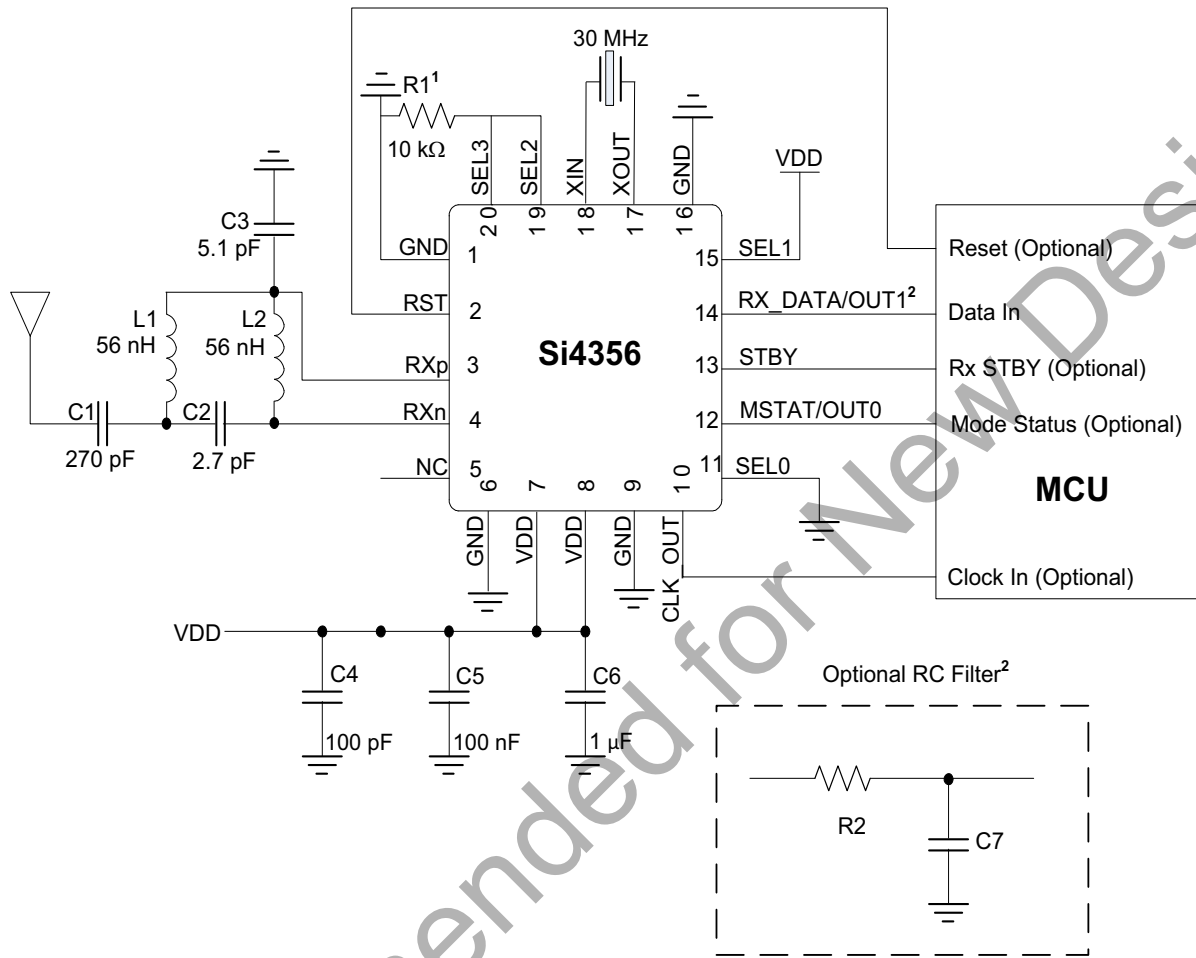 30 MHz
R1¹
10 kΩ
SEL3
SEL2
XIN
XOUT
GND
VDD
20
19
18
17
16
C3
5.1 pF
GND
1
15
SEL1
Reset (Optional)
RST
2
14
RX_DATA/OUT1²
Data In
L1
56 nH
L2
56 nH
Si4356
RXp
3
13
STBY
Rx STBY (Optional)
C1
C2
RXn
4
12
MSTAT/OUT0
Mode Status (Optional)
270 pF
2.7 pF
NC
5
11
SEL0
MCU
6
7
8
9
10
GND
VDD
VDD
GND
CLK_OUT
Clock In (Optional)
VDD
C4
C5
C6
100 pF
100 nF
1 µF
Optional RC Filter²
R2
C7
ended for New Desi